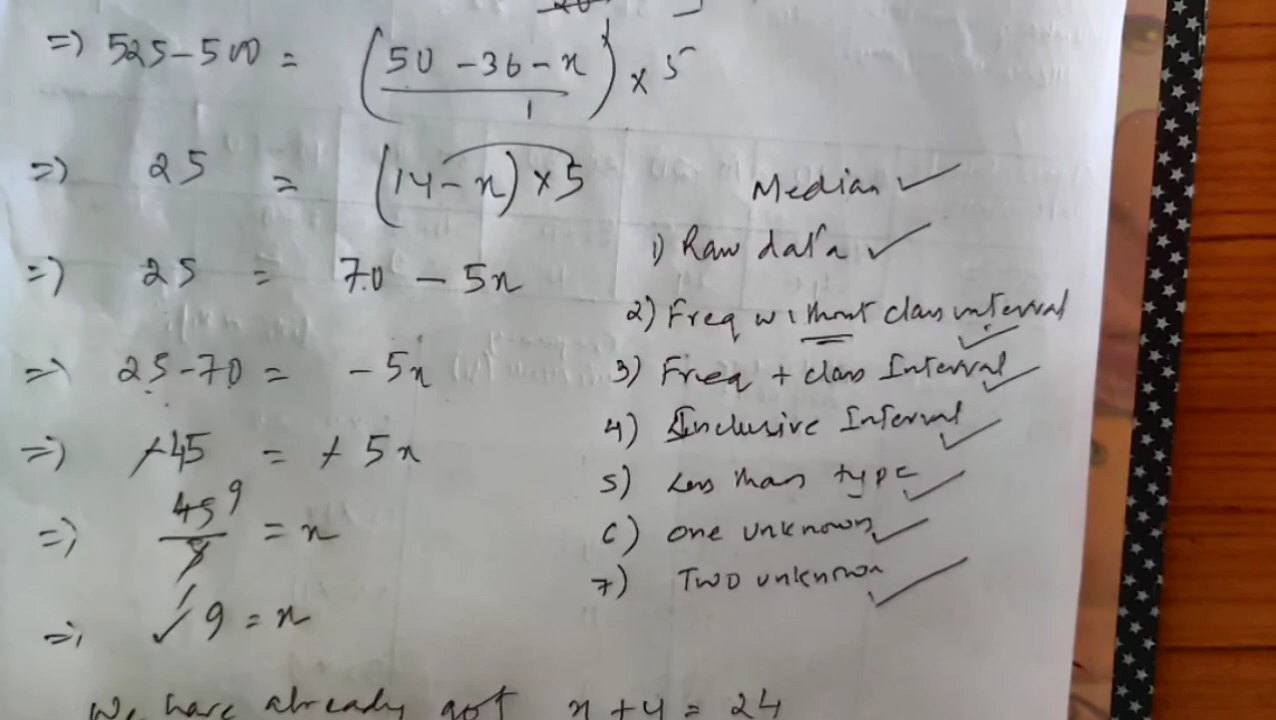 =) 525-500 = (50-36-x / 1) × 5
=) 25 = (14-x) × 5
=) 25 = 70 - 5x
=) 25-70 = -5x
=) +45 = + 5x
=) 45 9 / 5 1 = x
=) 9 = x
We have already got x + y = 24
Median
1) Raw data
2) Freq without class interval
3) Freq + class Interval
4) Inclusive Interval
5) Less than type
6) one unknown
7) Two unknown